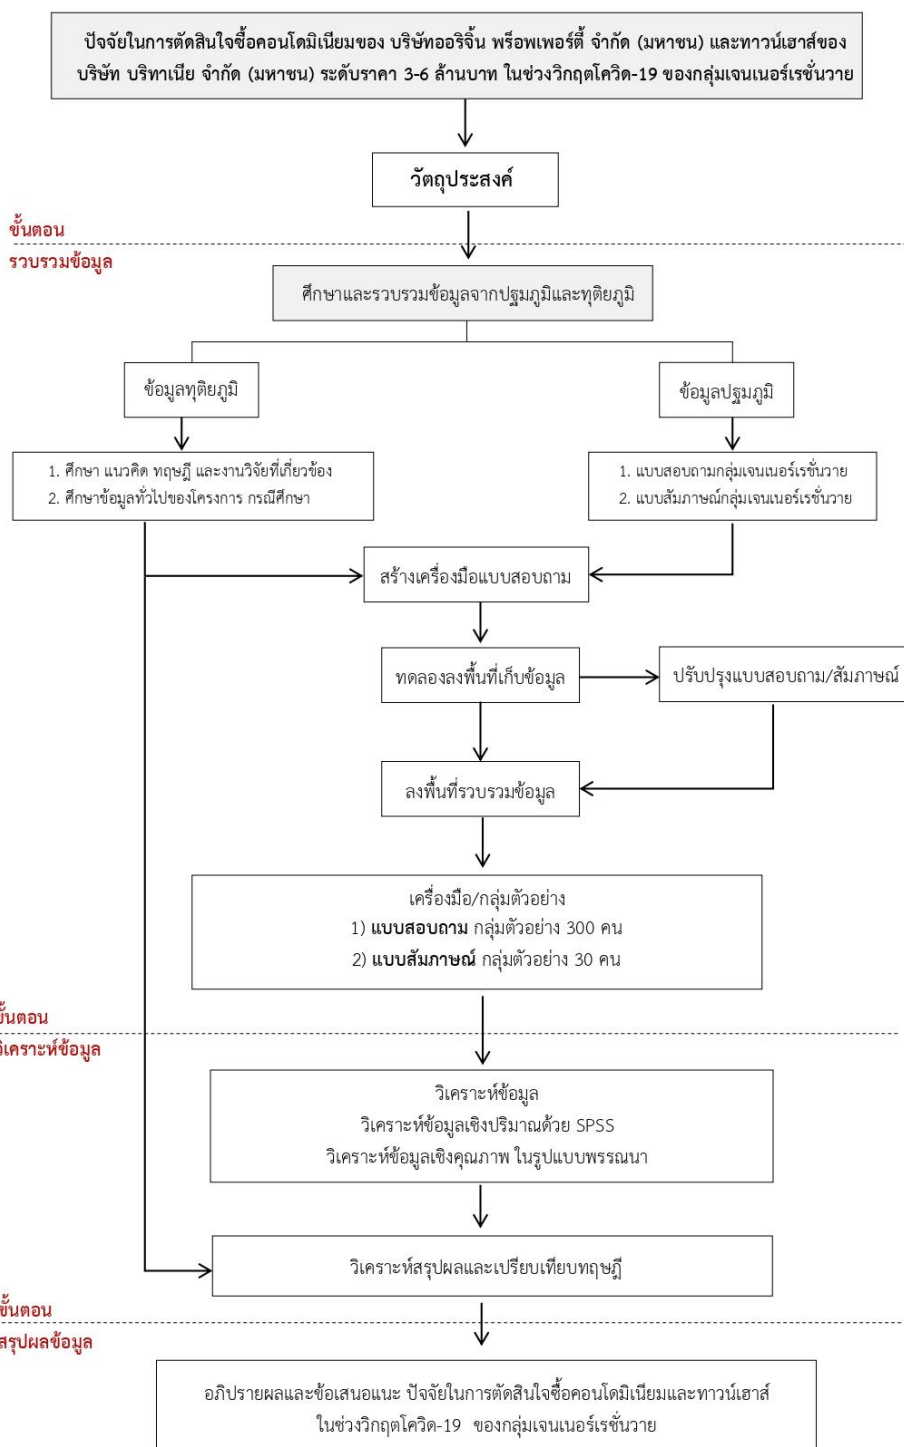 ปัจจัยในการตัดสินใจซื้อคอนโดมิเนียมของ บริษัทออริจิ้น พร็อพเพอร์ตี้ จำกัด (มหาชน) และทาวน์เฮาส์ของ
บริษัท บริทาเนีย จำกัด (มหาชน) ระดับราคา 3-6 ล้านบาท ในช่วงวิกฤตโควิด-19 ของกลุ่มเจนเนอร์เรชั่นวาย
วัตถุประสงค์
ขั้นตอน
รวบรวมข้อมูล
ศึกษาและรวบรวมข้อมูลจากปฐมภูมิและทุติยภูมิ
ข้อมูลทุติยภูมิ
ข้อมูลปฐมภูมิ
1. ศึกษา แนวคิด ทฤษฎี และงานวิจัยที่เกี่ยวข้อง
2. ศึกษาข้อมูลทั่วไปของโครงการ กรณีศึกษา
1. แบบสอบถามกลุ่มเจนเนอร์เรชั่นวาย
2. แบบสัมภาษณ์กลุ่มเจนเนอร์เรชั่นวาย
สร้างเครื่องมือแบบสอบถาม
ทดลองลงพื้นที่เก็บข้อมูล
ปรับปรุงแบบสอบถาม/สัมภาษณ์
ลงพื้นที่รวบรวมข้อมูล
เครื่องมือ/กลุ่มตัวอย่าง
1) แบบสอบถาม กลุ่มตัวอย่าง 300 คน
2) แบบสัมภาษณ์ กลุ่มตัวอย่าง 30 คน
ขั้นตอน
วิเคราะห์ข้อมูล
วิเคราะห์ข้อมูล
วิเคราะห์ข้อมูลเชิงปริมาณด้วย SPSS
วิเคราะห์ข้อมูลเชิงคุณภาพ ในรูปแบบพรรณนา
วิเคราะห์สรุปผลและเปรียบเทียบทฤษฎี
ขั้นตอน
สรุปผลข้อมูล
อภิปรายผลและข้อเสนอแนะ ปัจจัยในการตัดสินใจซื้อคอนโดมิเนียมและทาวน์เฮาส์
ในช่วงวิกฤตโควิด-19 ของกลุ่มเจนเนอร์เรชั่นวาย